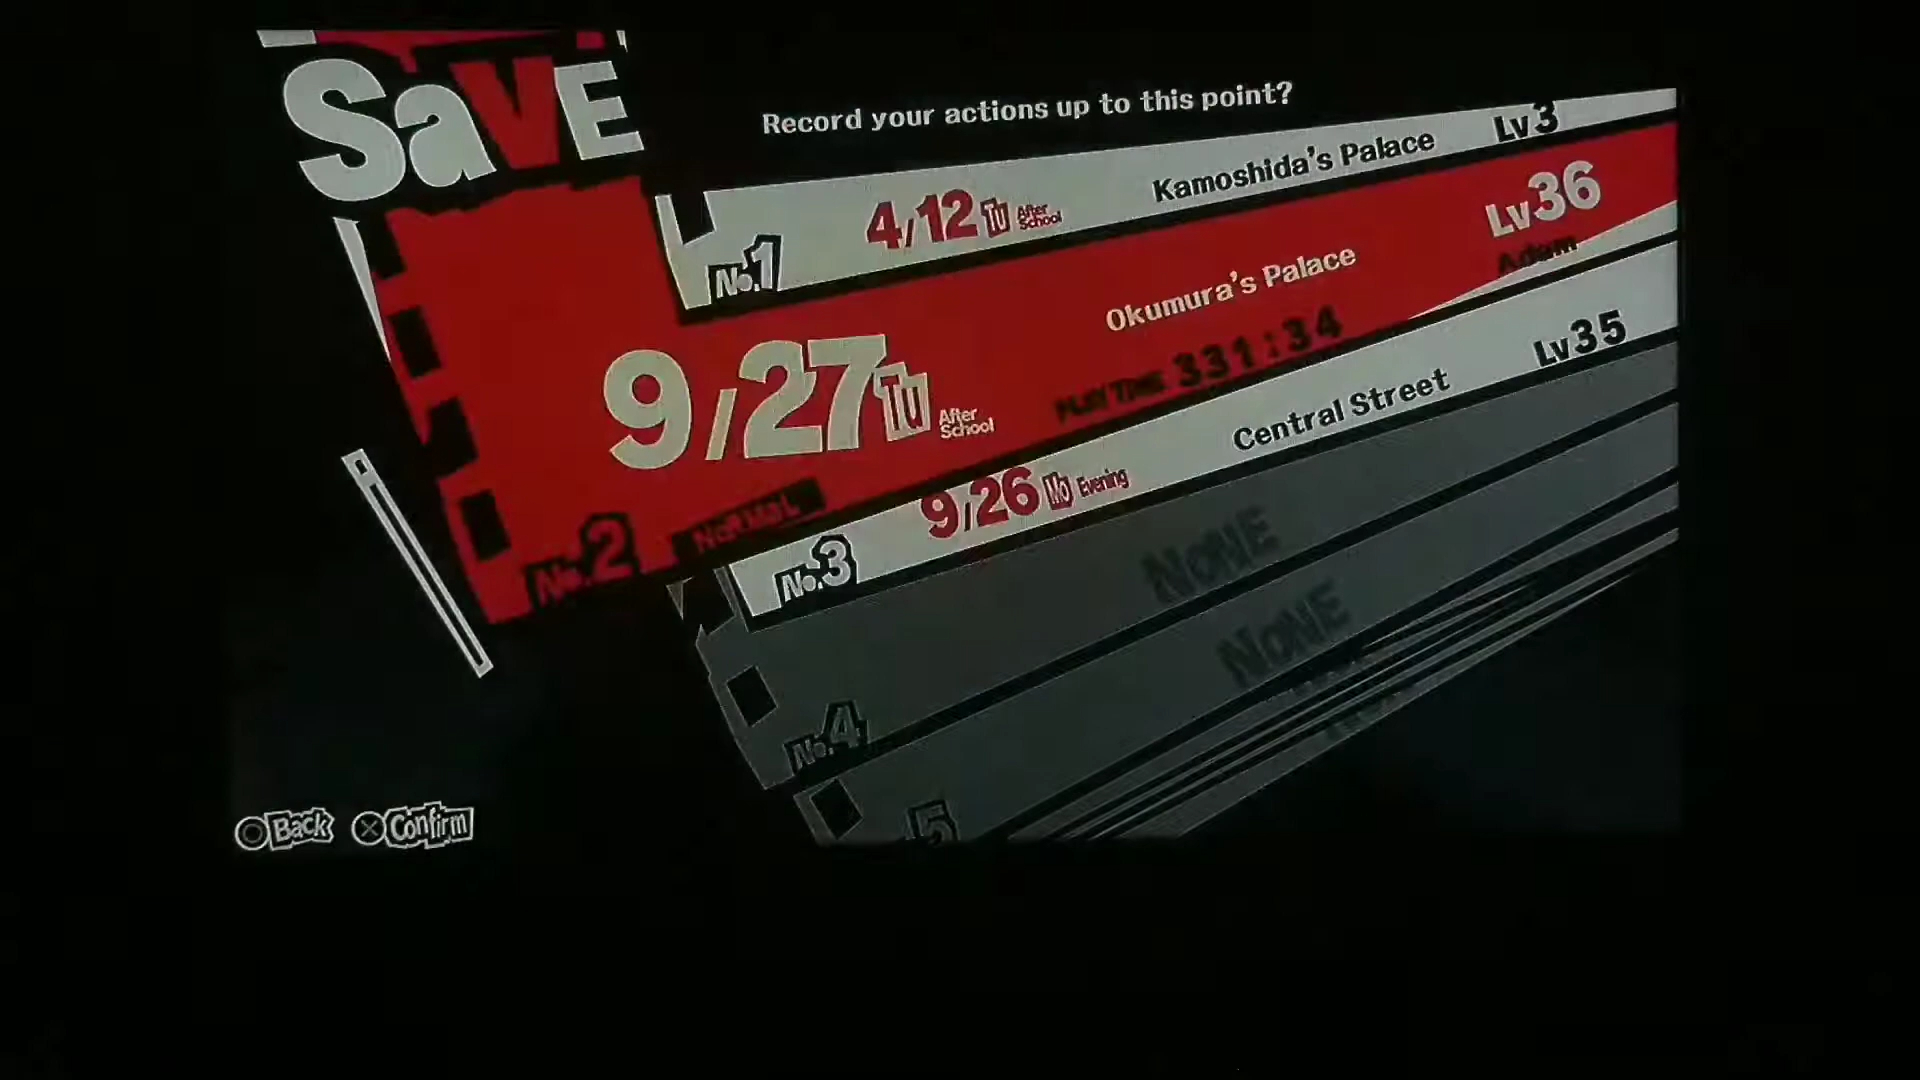 SaVE
Record your actions up to this point?
No.1 4/12 Tu After School Kamoshida's Palace Lv3
No.2 9/27 Tu After School Okumura's Palace Lv36
Adam
PLAY TIME 331:34
NoRMaL
No.3 9/26 Mo Evening Central Street Lv35
No.4 NoNE
5 NoNE
Back Confirm